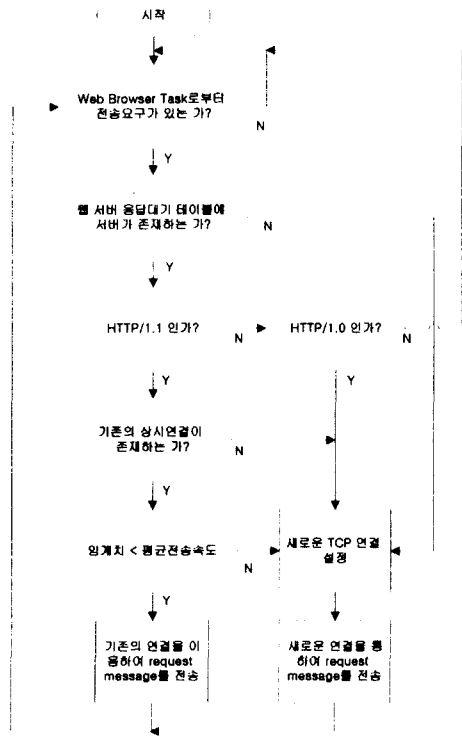 시작
Web Browser Task로부터
전송요구가 있는 가?
N
Y
웹 서버 응답대기 테이블에
서버가 존재하는 가?
N
Y
HTTP/1.1 인가?
N
HTTP/1.0 인가?
N
Y
Y
기존의 상시연결이
존재하는 가?
N
Y
임계치 < 평균전송속도
N
새로운 TCP 연결
설정
Y
기존의 연결을 이
용하여 request
message를 전송
새로운 연결을 통
하여 request
message를 전송